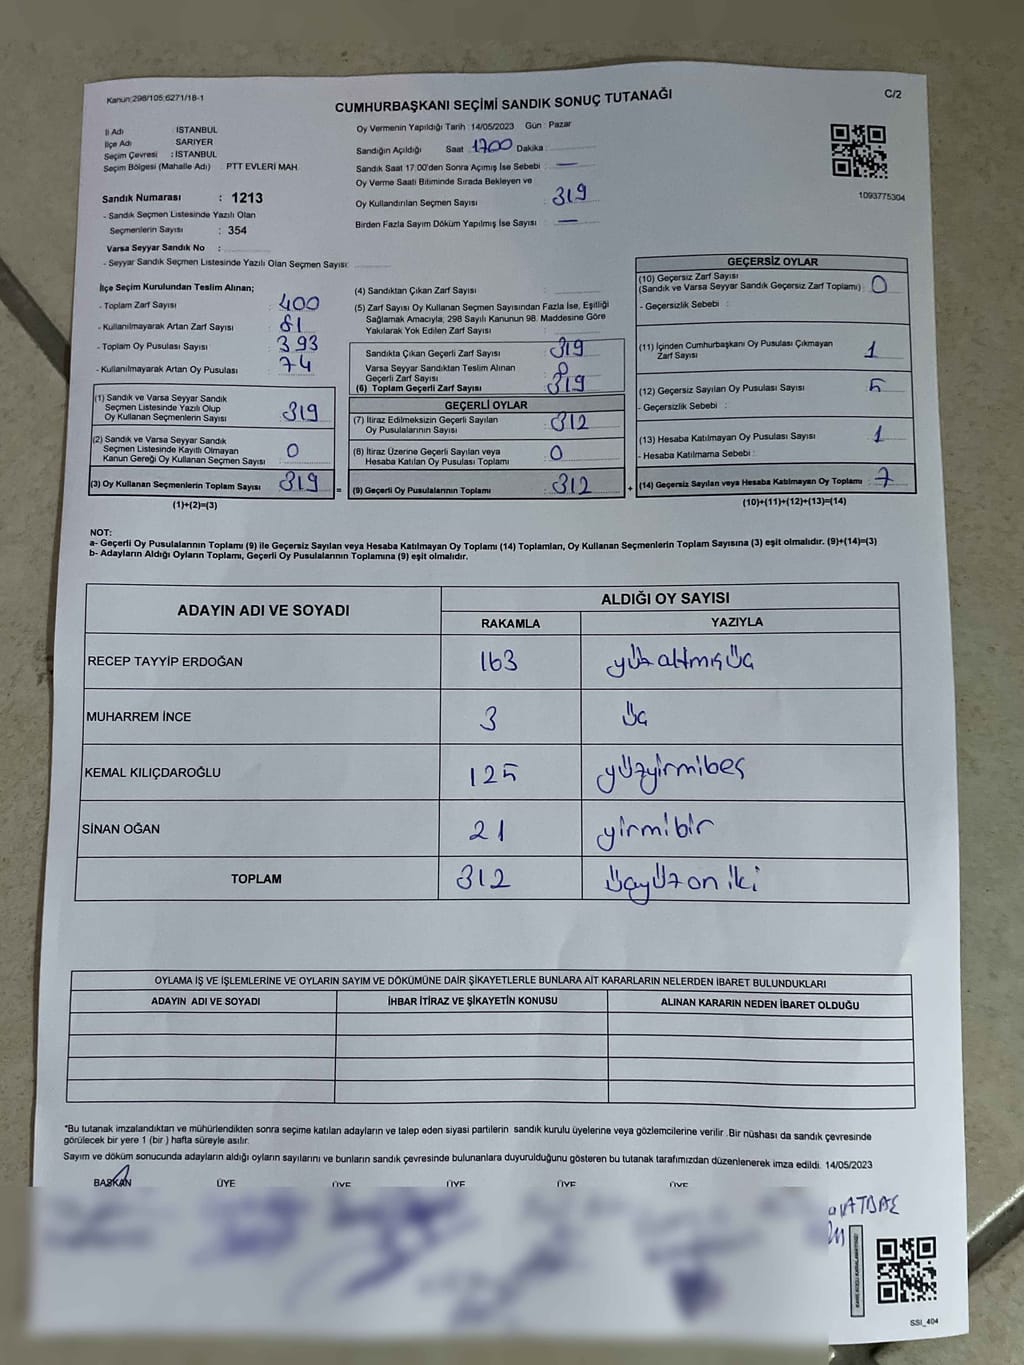 Kanun:298/105;6271/18-1
CUMHURBAŞKANI SEÇİMİ SANDIK SONUÇ TUTANAĞI
C/2
İl Adı : İSTANBUL
İlçe Adı : SARIYER
Seçim Çevresi : İSTANBUL
Seçim Bölgesi (Mahalle Adı) : PTT EVLERİ MAH.
Sandık Numarası : 1213
- Sandık Seçmen Listesinde Yazılı Olan
Seçmenlerin Sayısı : 354
Varsa Seyyar Sandık No :
- Seyyar Sandık Seçmen Listesinde Yazılı Olan Seçmen Sayısı:
Oy Vermenin Yapıldığı Tarih : 14/05/2023 Gün : Pazar
Sandığın Açıldığı Saat 1700 Dakika :
Sandık Saat 17:00'den Sonra Açımış İse Sebebi : —
Oy Verme Saati Bitiminde Sırada Bekleyen ve
Oy Kullandırılan Seçmen Sayısı : 319
Birden Fazla Sayım Döküm Yapılmış İse Sayısı : —
1093775304
İlçe Seçim Kurulundan Teslim Alınan;
- Toplam Zarf Sayısı : 400
- Kullanılmayarak Artan Zarf Sayısı : 81
- Toplam Oy Pusulası Sayısı : 393
- Kullanılmayarak Artan Oy Pusulası : 74
(1) Sandık ve Varsa Seyyar Sandık
Seçmen Listesinde Yazılı Olup
Oy Kullanan Seçmenlerin Sayısı : 319
(2) Sandık ve Varsa Seyyar Sandık
Seçmen Listesinde Kayıtlı Olmayan
Kanun Gereği Oy Kullanan Seçmen Sayısı : 0
(3) Oy Kullanan Seçmenlerin Toplam Sayısı : 319
(1)+(2)=(3)
(4) Sandıktan Çıkan Zarf Sayısı :
(5) Zarf Sayısı Oy Kullanan Seçmen Sayısından Fazla İse, Eşitliği
Sağlamak Amacıyla, 298 Sayılı Kanunun 98. Maddesine Göre
Yakılarak Yok Edilen Zarf Sayısı :
Sandıkta Çıkan Geçerli Zarf Sayısı : 319
Varsa Seyyar Sandıktan Teslim Alınan
Geçerli Zarf Sayısı : 0
(6) Toplam Geçerli Zarf Sayısı : 319
GEÇERLİ OYLAR
(7) İtiraz Edilmeksizin Geçerli Sayılan
Oy Pusulalarının Sayısı : 312
(8) İtiraz Üzerine Geçerli Sayılan veya
Hesaba Katılan Oy Pusulası Toplamı : 0
= (9) Geçerli Oy Pusulalarının Toplamı : 312 +
GEÇERSİZ OYLAR
(10) Geçersiz Zarf Sayısı
(Sandık ve Varsa Seyyar Sandık Geçersiz Zarf Toplamı) : 0
- Geçersizlik Sebebi :
(11) İçinden Cumhurbaşkanı Oy Pusulası Çıkmayan
Zarf Sayısı : 1
(12) Geçersiz Sayılan Oy Pusulası Sayısı : 5
- Geçersizlik Sebebi :
(13) Hesaba Katılmayan Oy Pusulası Sayısı : 1
- Hesaba Katılmama Sebebi :
(14) Geçersiz Sayılan veya Hesaba Katılmayan Oy Toplamı : 7
(10)+(11)+(12)+(13)=(14)
NOT:
a- Geçerli Oy Pusulalarının Toplamı (9) ile Geçersiz Sayılan veya Hesaba Katılmayan Oy Toplamı (14) Toplamları, Oy Kullanan Seçmenlerin Toplam Sayısına (3) eşit olmalıdır. (9)+(14)=(3)
b- Adayların Aldığı Oyların Toplamı, Geçerli Oy Pusulalarının Toplamına (9) eşit olmalıdır.
ADAYIN ADI VE SOYADI
ALDIĞI OY SAYISI
RAKAMLA YAZIYLA
RECEP TAYYİP ERDOĞAN 163 yüzaltmışüç
MUHARREM İNCE 3 üç
KEMAL KILIÇDAROĞLU 125 yüzyirmibeş
SİNAN OĞAN 21 yirmibir
TOPLAM 312 üçyüzoniki
OYLAMA İŞ VE İŞLEMLERİNE VE OYLARIN SAYIM VE DÖKÜMÜNE DAİR ŞİKAYETLERLE BUNLARA AİT KARARLARIN NELERDEN İBARET BULUNDUKLARI
ADAYIN ADI VE SOYADI İHBAR İTİRAZ VE ŞİKAYETİN KONUSU ALINAN KARARIN NEDEN İBARET OLDUĞU
*Bu tutanak imzalandıktan ve mühürlendikten sonra seçime katılan adayların ve talep eden siyasi partilerin sandık kurulu üyelerine veya gözlemcilerine verilir .Bir nüshası da sandık çevresinde
görülecek bir yere 1 (bir ) hafta süreyle asılır.
Sayım ve döküm sonucunda adayların aldığı oyların sayılarını ve bunların sandık çevresinde bulunanlara duyurulduğunu gösteren bu tutanak tarafımızdan düzenlenerek imza edildi. 14/05/2023
BAŞKAN ÜYE ÜYE ÜYE ÜYE ÜYE
SSI_404